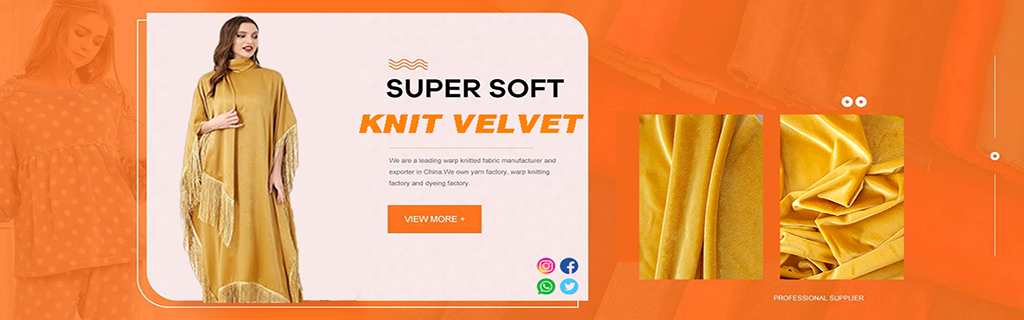 SUPER SOFT
KNIT VELVET
We are a leading warp knitted fabric manufacturer and
exporter in China.We own yarn factory, warp knitting
factory and dyeing factory.
VIEW MORE +
PROFESSIONAL SUPPLIER